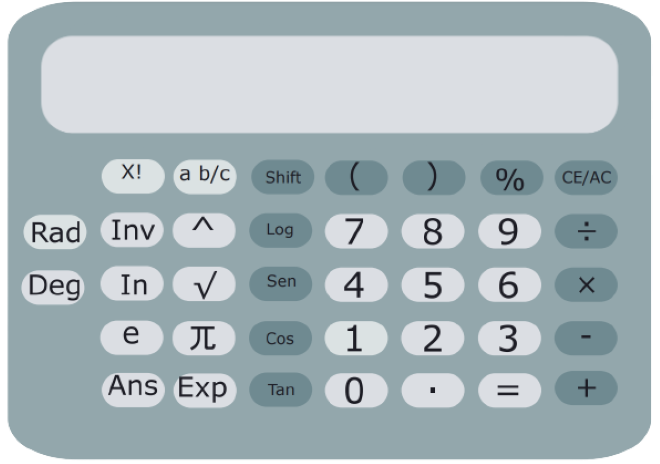 X! a b/c Shift ( ) % CE/AC
Rad Inv ^ Log 7 8 9 ÷
Deg In √ Sen 4 5 6 ×
e π Cos 1 2 3 -
Ans Exp Tan 0 . = +